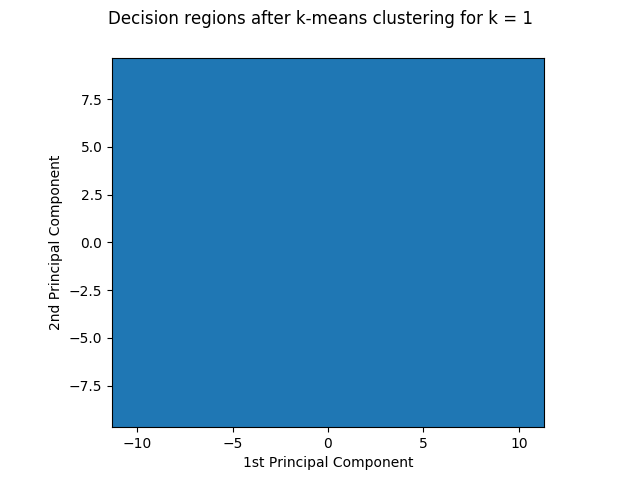 Decision regions after k-means clustering for k = 1
2nd Principal Component
7.5
5.0
2.5
0.0
−2.5
−5.0
−7.5
−10 −5 0 5 10
1st Principal Component